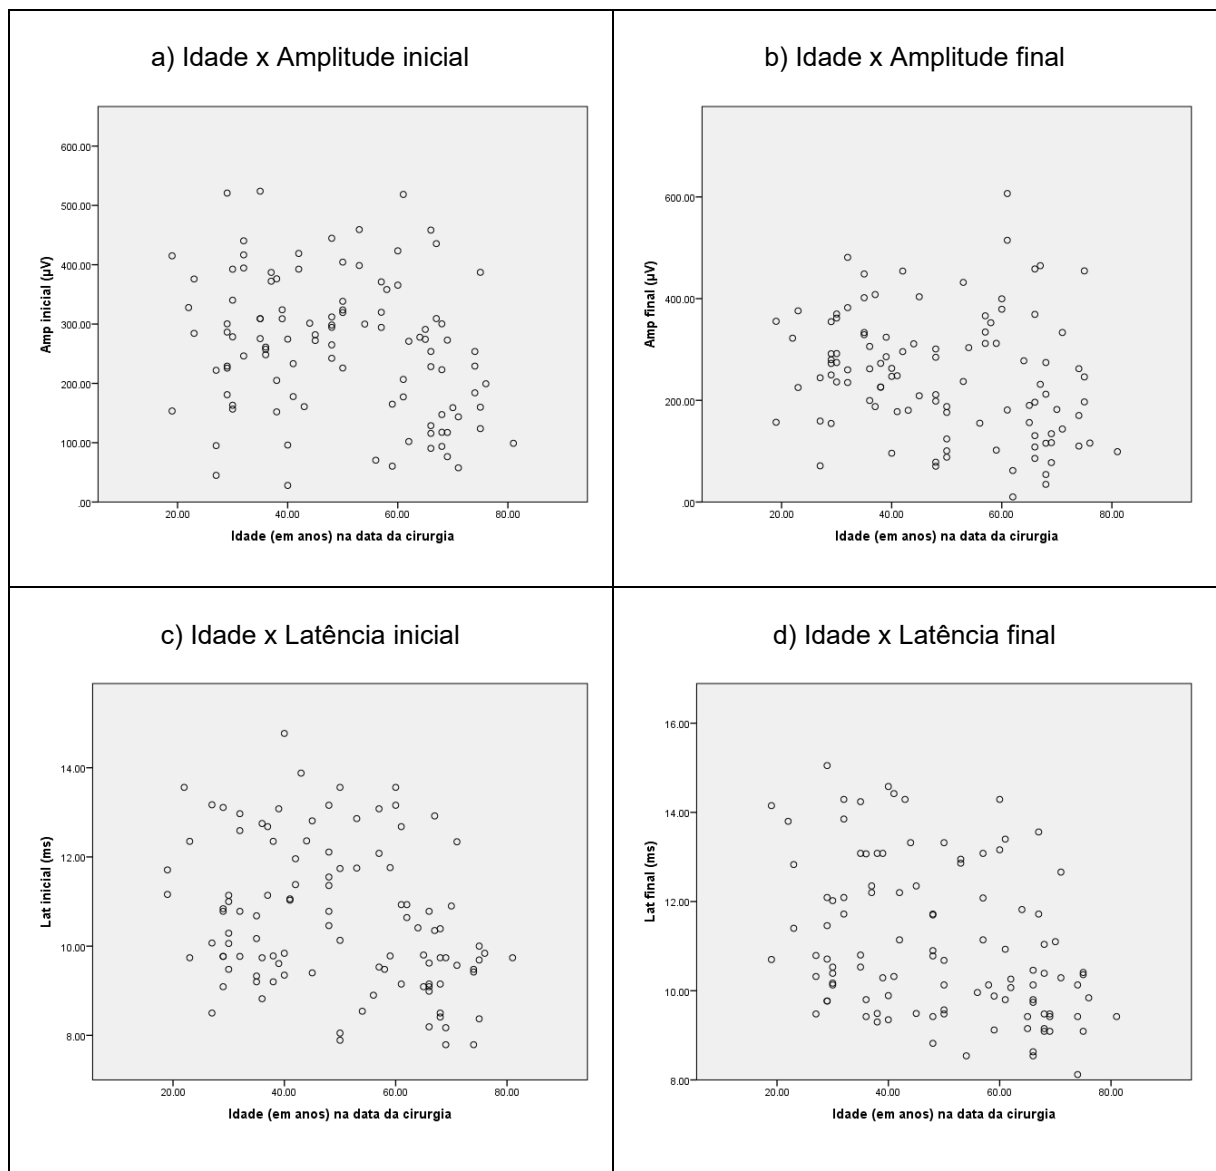 a) Idade x Amplitude inicial
600.00
500.00
400.00
300.00
200.00
100.00
.00
Amp inicial (µV)
20.00 40.00 60.00 80.00
Idade (em anos) na data da cirurgia
b) Idade x Amplitude final
600.00
400.00
200.00
.00
Amp final (µV)
20.00 40.00 60.00 80.00
Idade (em anos) na data da cirurgia
c) Idade x Latência inicial
14.00
12.00
10.00
8.00
Lat inicial (ms)
20.00 40.00 60.00 80.00
Idade (em anos) na data da cirurgia
d) Idade x Latência final
16.00
14.00
12.00
10.00
8.00
Lat final (ms)
20.00 40.00 60.00 80.00
Idade (em anos) na data da cirurgia